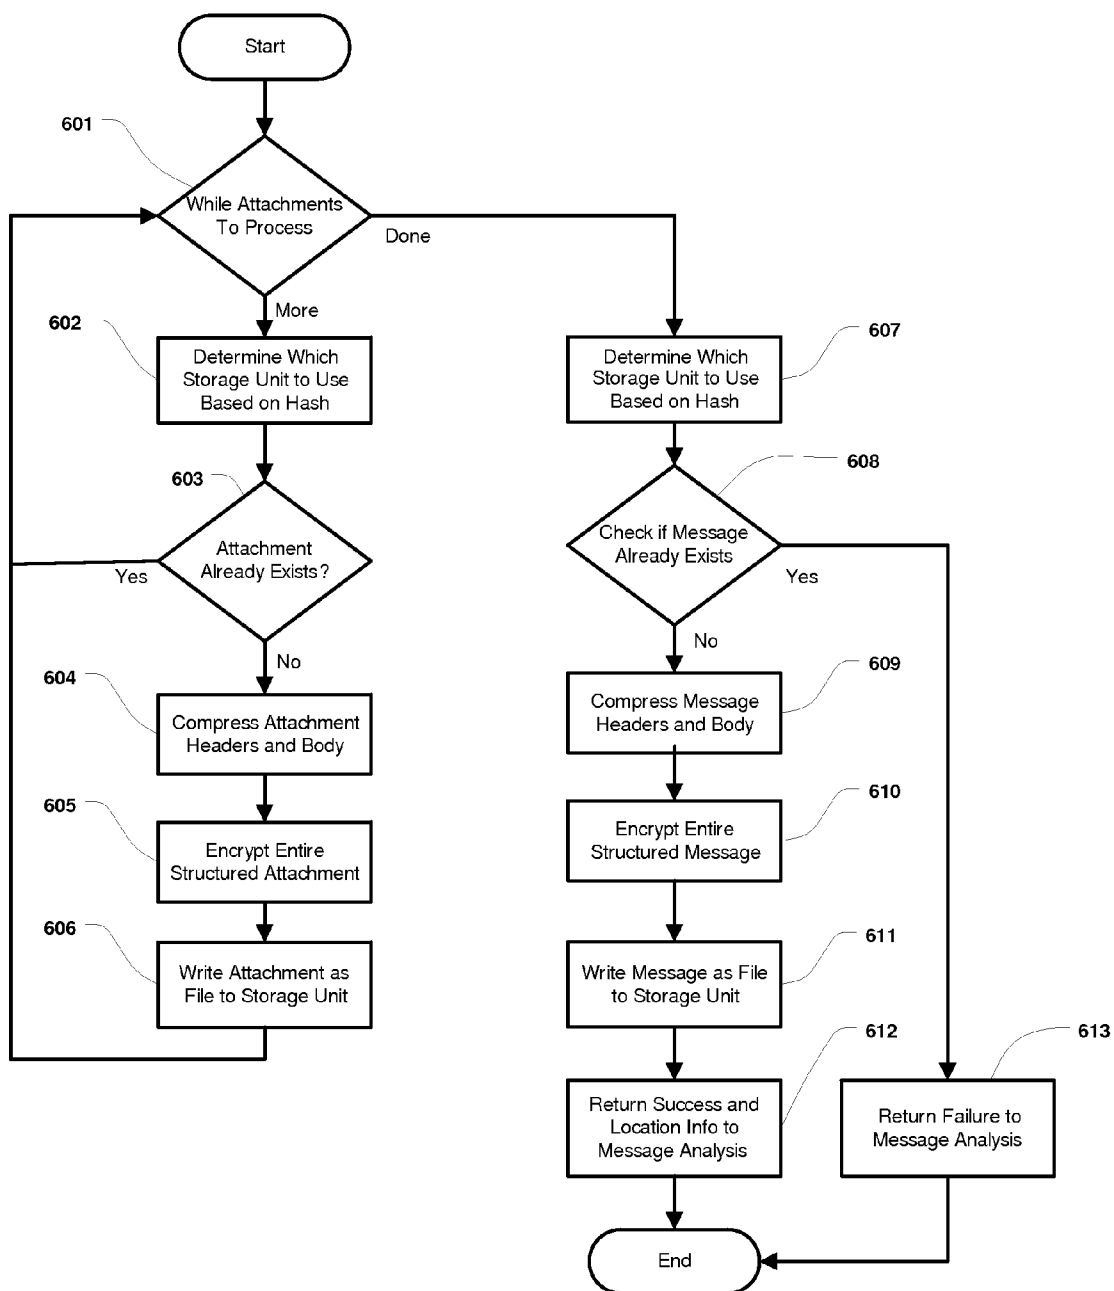 Start
601
While Attachments
To Process
Done
More
602
Determine Which
Storage Unit to Use
Based on Hash
603
Attachment
Already Exists?
Yes
No
604
Compress Attachment
Headers and Body
605
Encrypt Entire
Structured Attachment
606
Write Attachment as
File to Storage Unit
607
Determine Which
Storage Unit to Use
Based on Hash
608
Check if Message
Already Exists
Yes
No
609
Compress Message
Headers and Body
610
Encrypt Entire
Structured Message
611
Write Message as File
to Storage Unit
612
Return Success and
Location Info to
Message Analysis
613
Return Failure to
Message Analysis
End